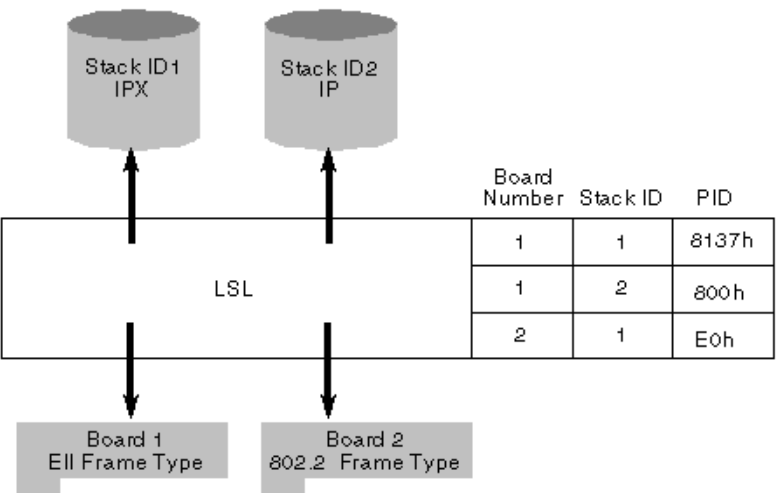 Stack ID1
IPX
Stack ID2
IP
Board
Number Stack ID PID
1 1 8137h
LSL
1 2 800h
2 1 E0h
Board 1
EII Frame Type
Board 2
802.2 Frame Type